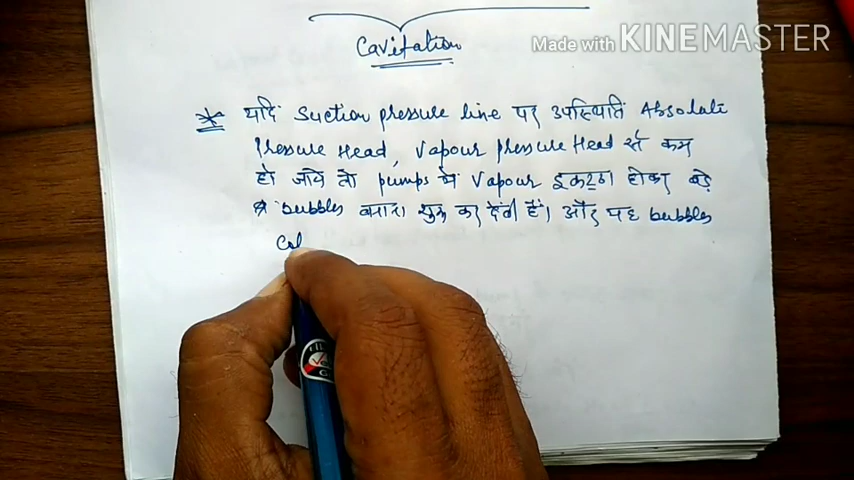 Made with KINEMASTER
Cavitation
* यदि suction pressure line पर उपस्थिति Absolute
Pressure Head, Vapour pressure Head से कम
हो जाये तो pumps में Vapour इकट्ठा होकर बड़े
bubbles बनाना शुरू कर देती हैं। और यह bubbles
Col